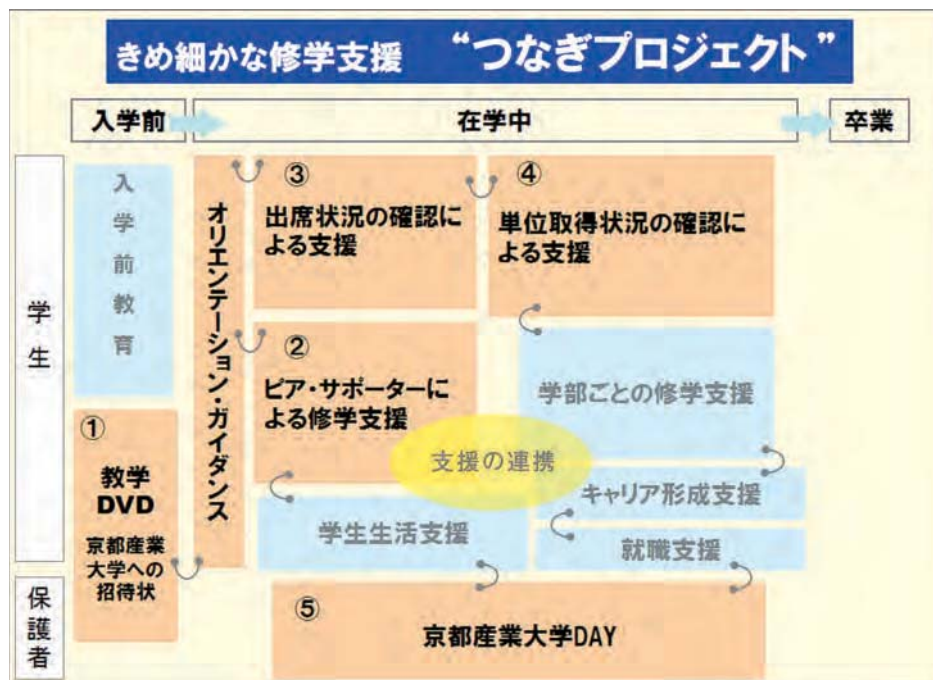 きめ細かな修学支援 “つなぎプロジェクト”
入学前
在学中
卒業
学生
保護者
入学前教育
①
教学
DVD
京都産業
大学への
招待状
オリエンテーション・ガイダンス
③
出席状況の確認に
よる支援
④
単位取得状況の確認に
よる支援
②
ピア・サポーターに
よる修学支援
学部ごとの修学支援
支援の連携
キャリア形成支援
学生生活支援
就職支援
⑤
京都産業大学DAY